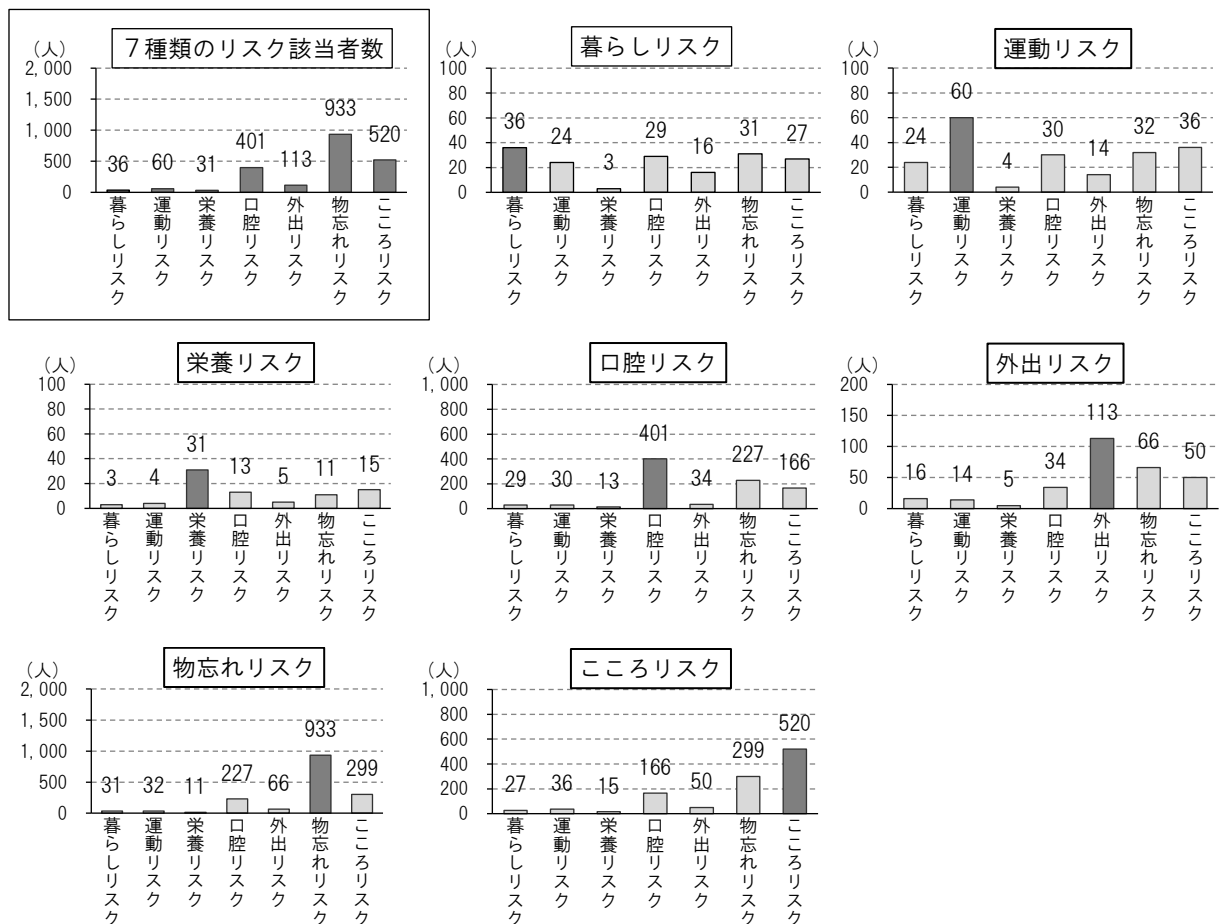 7種類のリスク該当者数
(人)
2,000
1,500
1,000
500
0
36
60
31
401
113
933
520
暮らしリスク
運動リスク
栄養リスク
口腔リスク
外出リスク
物忘れリスク
こころリスク
暮らしリスク
(人)
100
80
60
40
20
0
36
24
3
29
16
31
27
暮らしリスク
運動リスク
栄養リスク
口腔リスク
外出リスク
物忘れリスク
こころリスク
運動リスク
(人)
100
80
60
40
20
0
24
60
4
30
14
32
36
暮らしリスク
運動リスク
栄養リスク
口腔リスク
外出リスク
物忘れリスク
こころリスク
栄養リスク
(人)
100
80
60
40
20
0
3
4
31
13
5
11
15
暮らしリスク
運動リスク
栄養リスク
口腔リスク
外出リスク
物忘れリスク
こころリスク
口腔リスク
(人)
1,000
800
600
400
200
0
29
30
13
401
34
227
166
暮らしリスク
運動リスク
栄養リスク
口腔リスク
外出リスク
物忘れリスク
こころリスク
外出リスク
(人)
200
150
100
50
0
16
14
5
34
113
66
50
暮らしリスク
運動リスク
栄養リスク
口腔リスク
外出リスク
物忘れリスク
こころリスク
物忘れリスク
(人)
2,000
1,500
1,000
500
0
31
32
11
227
66
933
299
暮らしリスク
運動リスク
栄養リスク
口腔リスク
外出リスク
物忘れリスク
こころリスク
こころリスク
(人)
1,000
800
600
400
200
0
27
36
15
166
50
299
520
暮らしリスク
運動リスク
栄養リスク
口腔リスク
外出リスク
物忘れリスク
こころリスク